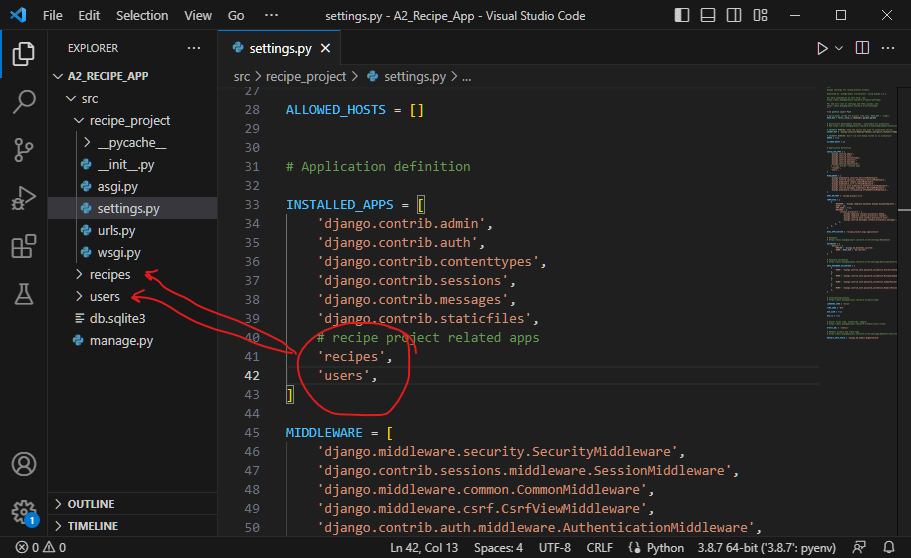 File Edit Selection View Go ··· settings.py - A2_Recipe_App - Visual Studio Code
EXPLORER ···
A2_RECIPE_APP
src
recipe_project
__pycache__
__init__.py
asgi.py
settings.py
urls.py
wsgi.py
recipes
users
db.sqlite3
manage.py
OUTLINE
TIMELINE
settings.py
src > recipe_project > settings.py > ...
27
28 ALLOWED_HOSTS = []
29
30
31 # Application definition
32
33 INSTALLED_APPS = [
34 'django.contrib.admin',
35 'django.contrib.auth',
36 'django.contrib.contenttypes',
37 'django.contrib.sessions',
38 'django.contrib.messages',
39 'django.contrib.staticfiles',
40 # recipe project related apps
41 'recipes',
42 'users',
43 ]
44
45 MIDDLEWARE = [
46 'django.middleware.security.SecurityMiddleware',
47 'django.contrib.sessions.middleware.SessionMiddleware',
48 'django.middleware.common.CommonMiddleware',
49 'django.middleware.csrf.CsrfViewMiddleware',
50 'django.contrib.auth.middleware.AuthenticationMiddleware',
1
0 0 Ln 42, Col 13 Spaces: 4 UTF-8 CRLF Python 3.8.7 64-bit ('3.8.7': pyenv)